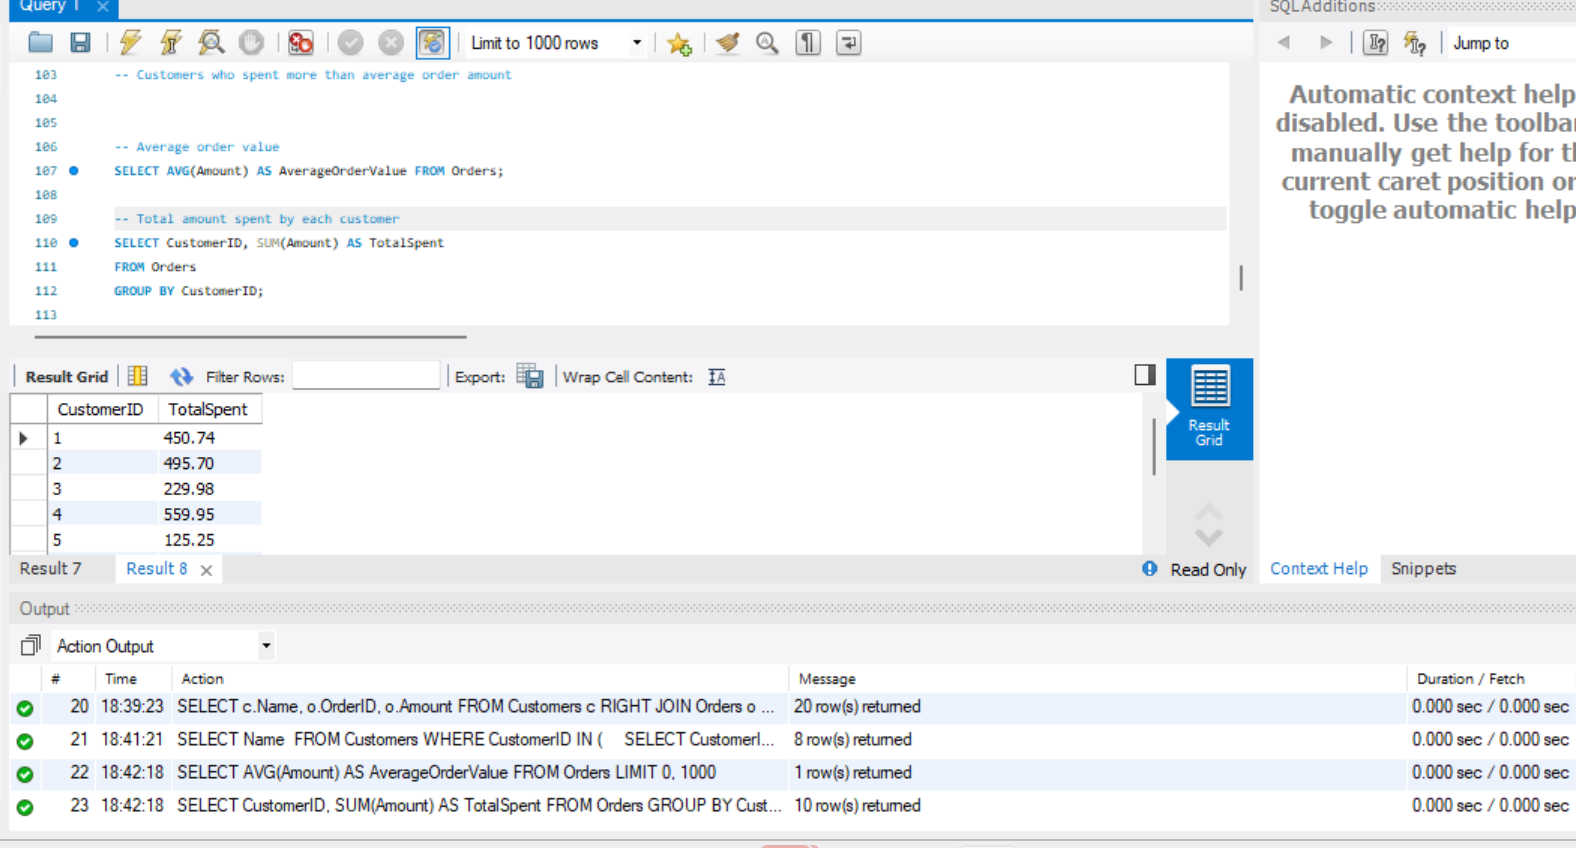 Query 1
SQLAdditions
Limit to 1000 rows
Jump to
103 -- Customers who spent more than average order amount
104
105
106 -- Average order value
107 SELECT AVG(Amount) AS AverageOrderValue FROM Orders;
108
109 -- Total amount spent by each customer
110 SELECT CustomerID, SUM(Amount) AS TotalSpent
111 FROM Orders
112 GROUP BY CustomerID;
113
Automatic context help
disabled. Use the toolbar
manually get help for th
current caret position or
toggle automatic help
Result Grid Filter Rows: Export: Wrap Cell Content:
CustomerID TotalSpent
1 450.74
2 495.70
3 229.98
4 559.95
5 125.25
Result
Grid
Result 7 Result 8 Read Only
Context Help Snippets
Output
Action Output
# Time Action Message Duration / Fetch
20 18:39:23 SELECT c.Name, o.OrderID, o.Amount FROM Customers c RIGHT JOIN Orders o ... 20 row(s) returned 0.000 sec / 0.000 sec
21 18:41:21 SELECT Name FROM Customers WHERE CustomerID IN ( SELECT CustomerI... 8 row(s) returned 0.000 sec / 0.000 sec
22 18:42:18 SELECT AVG(Amount) AS AverageOrderValue FROM Orders LIMIT 0, 1000 1 row(s) returned 0.000 sec / 0.000 sec
23 18:42:18 SELECT CustomerID, SUM(Amount) AS TotalSpent FROM Orders GROUP BY Cust... 10 row(s) returned 0.000 sec / 0.000 sec